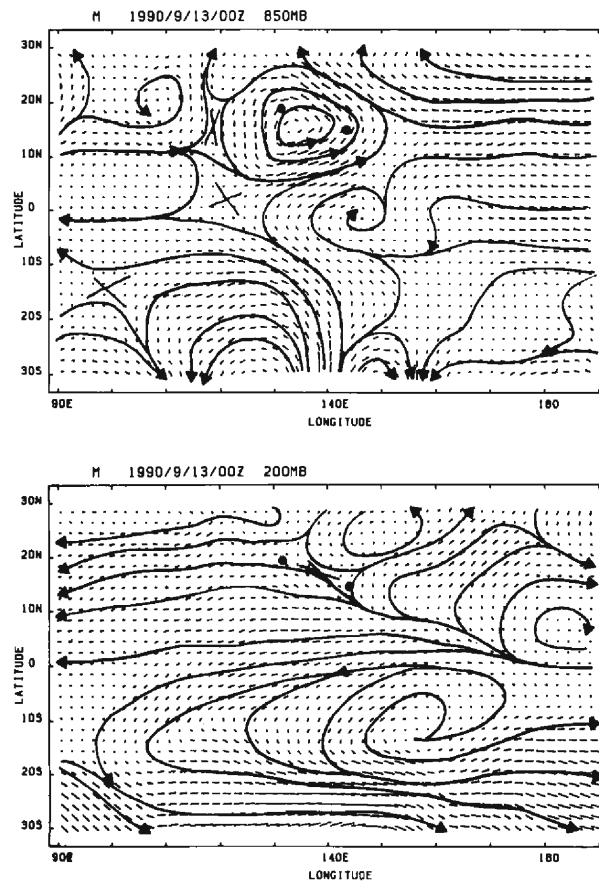 M 1990/9/13/00Z 850MB
30N
20N
10N
0
10S
20S
30S
LATITUDE
90E 140E 180
LONGITUDE
M 1990/9/13/00Z 200MB
30N
20N
10N
0
10S
20S
30S
LATITUDE
90E 140E 180
LONGITUDE